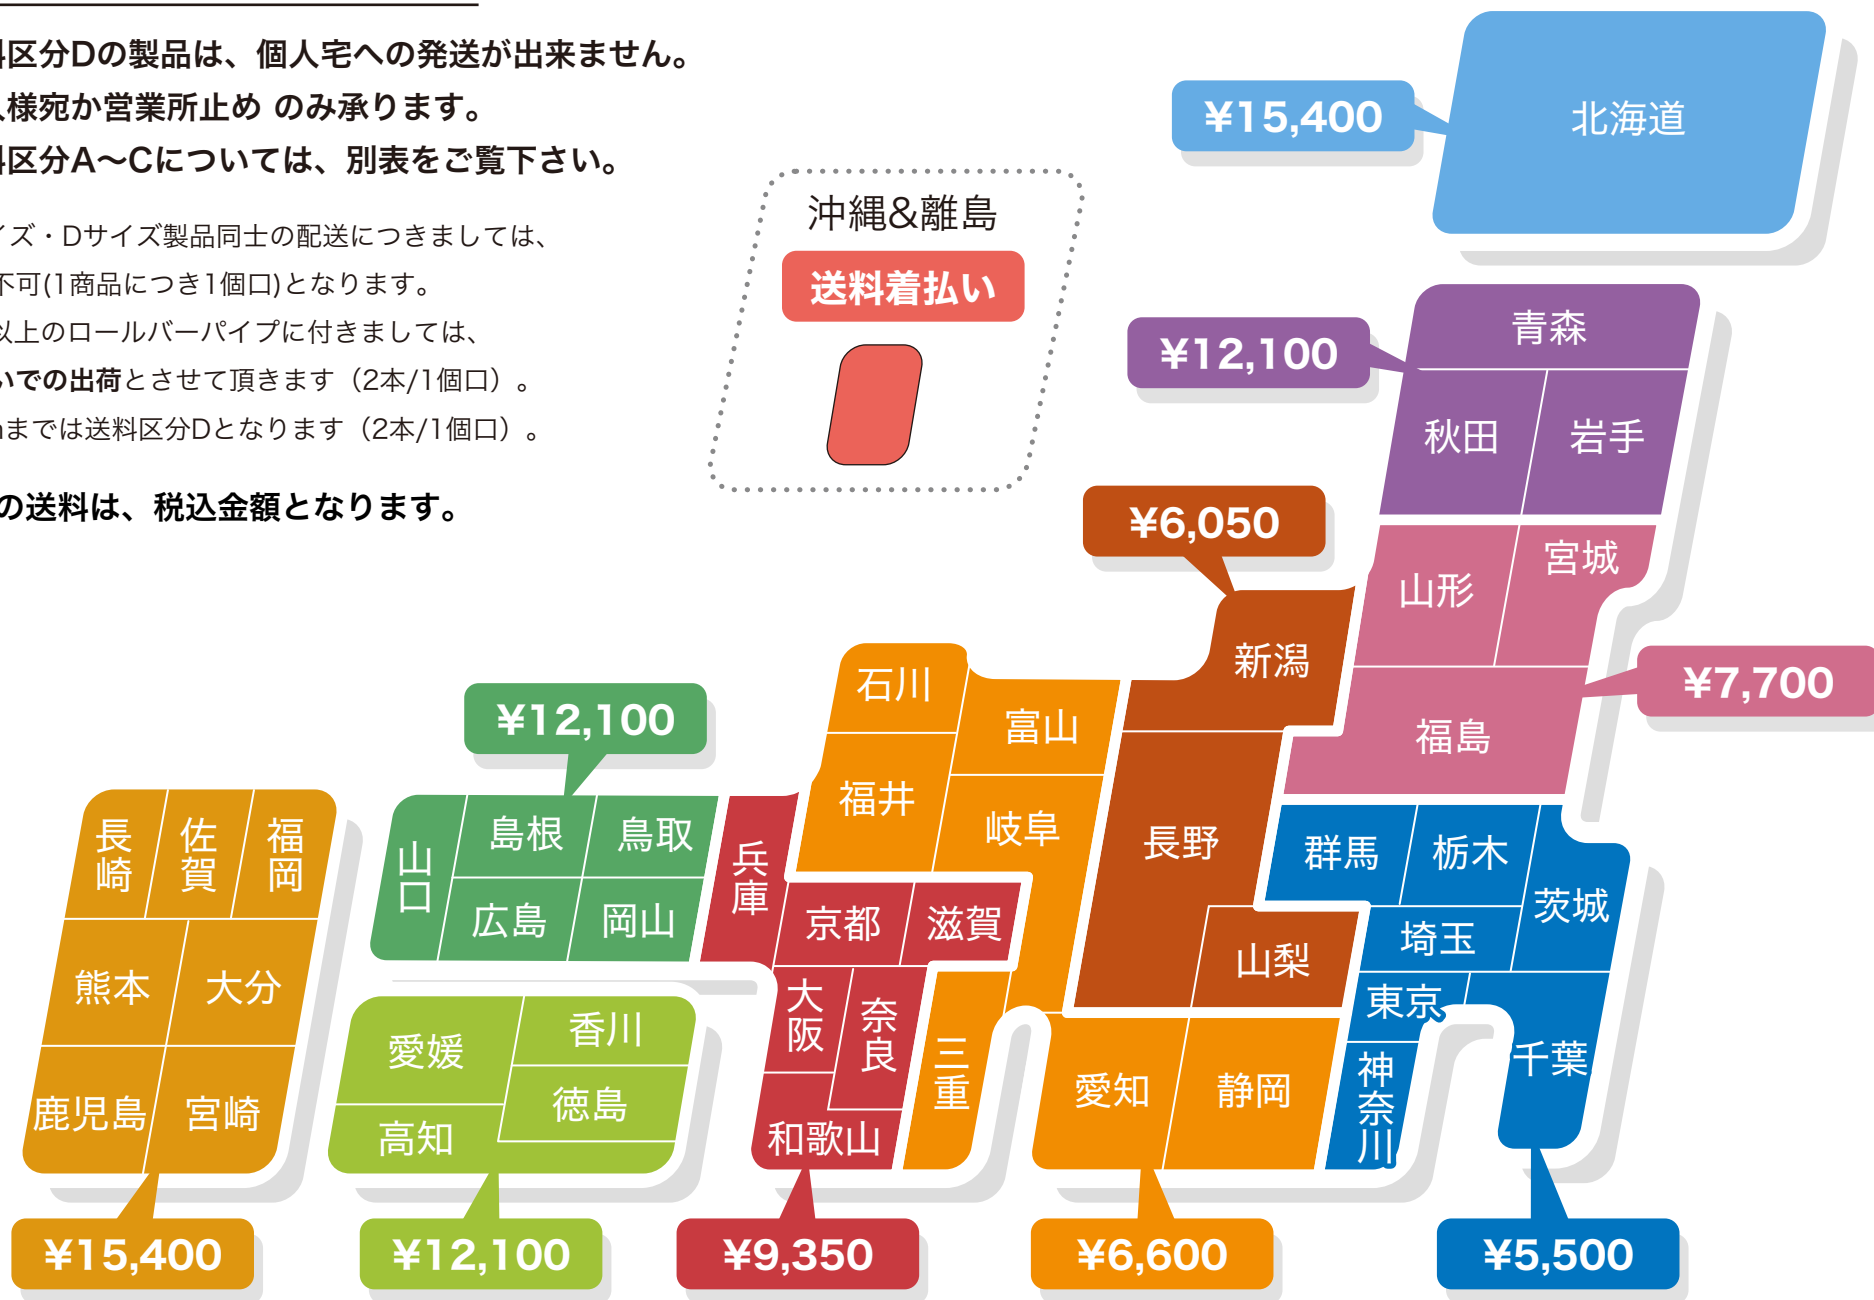 料区分Dの製品は、個人宅への発送が出来ません。
人様宛か営業所止め のみ承ります。
料区分A～Cについては、別表をご覧下さい。
イズ・Dサイズ製品同士の配送につきましては、
不可(1商品につき1個口)となります。
以上のロールバーパイプに付きましては、
いでの出荷とさせて頂きます（2本/1個口）。
までは送料区分Dとなります（2本/1個口）。
の送料は、税込金額となります。
沖縄&離島
送料着払い
¥15,400
北海道
¥12,100
青森
秋田
岩手
¥6,050
新潟
長野
山梨
山形
宮城
福島
¥7,700
石川
富山
福井
岐阜
三重
愛知
静岡
¥6,600
群馬
栃木
茨城
埼玉
東京
千葉
神奈川
¥5,500
¥12,100
山口
島根
鳥取
広島
岡山
兵庫
京都
滋賀
大阪
奈良
和歌山
¥9,350
愛媛
香川
徳島
高知
¥12,100
長崎
佐賀
福岡
熊本
大分
鹿児島
宮崎
¥15,400